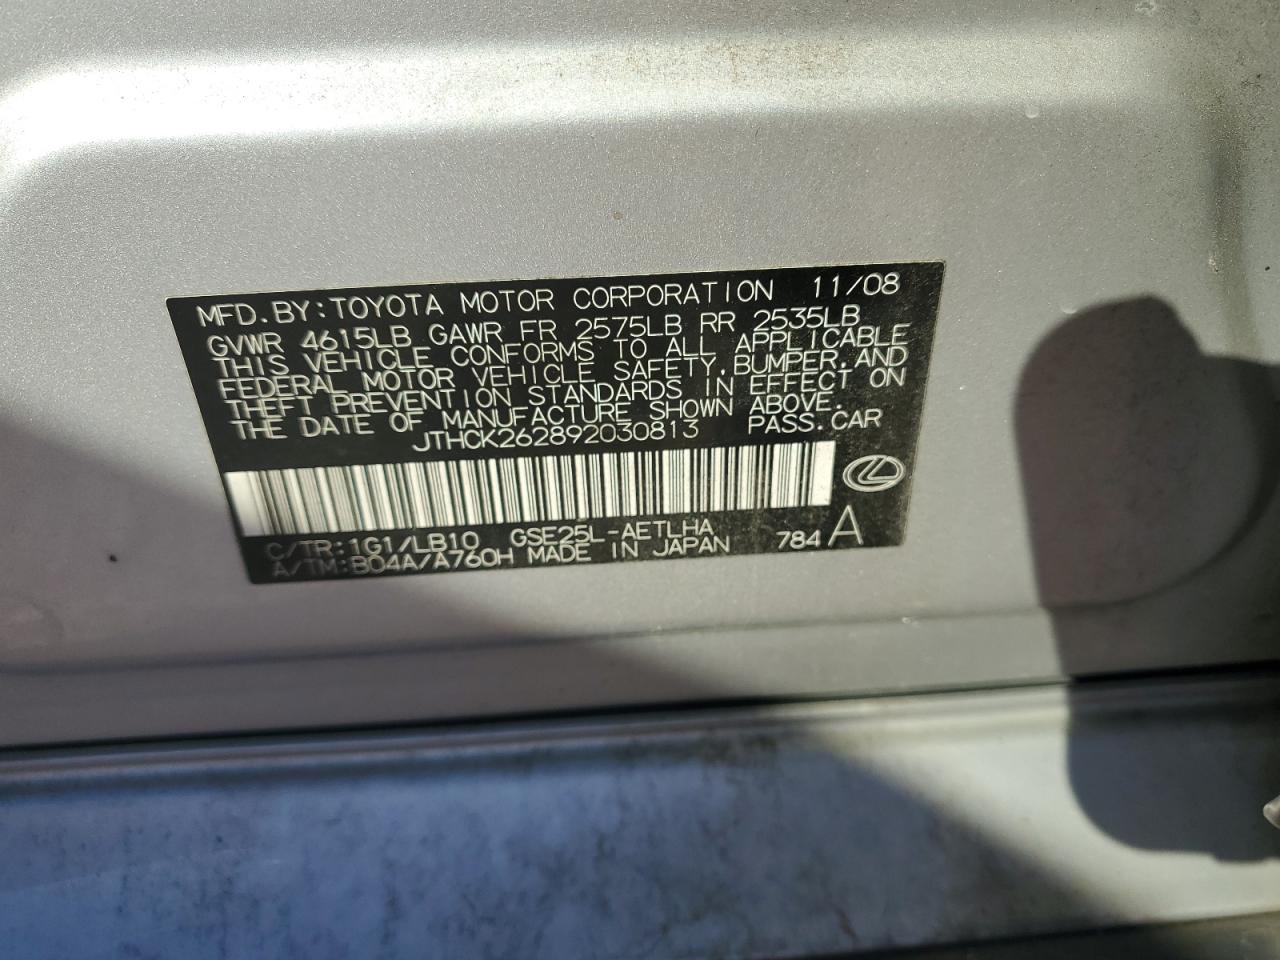 MFD. BY: TOYOTA MOTOR CORPORATION 11/08
GVWR 4615LB GAWR FR 2575LB RR 2535LB
THIS VEHICLE CONFORMS TO ALL APPLICABLE
FEDERAL MOTOR VEHICLE SAFETY, BUMPER, AND
THEFT PREVENTION STANDARDS IN EFFECT ON
THE DATE OF MANUFACTURE SHOWN ABOVE.
JTHCK262892030813 PASS. CAR
C/TR: 1G1/LB10 GSE25L-AETLHA
A/TM: B04A/A760H MADE IN JAPAN 784 A